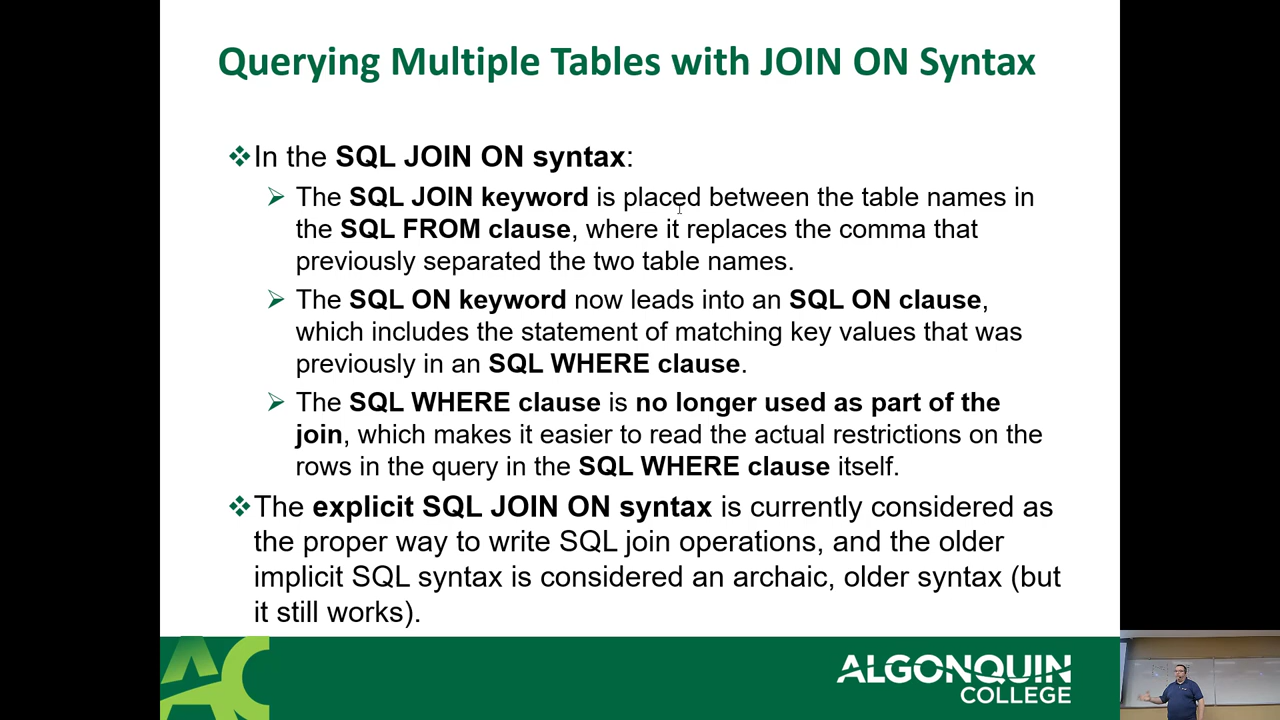 Querying Multiple Tables with JOIN ON Syntax
❖In the SQL JOIN ON syntax:
➢ The SQL JOIN keyword is placed between the table names in
the SQL FROM clause, where it replaces the comma that
previously separated the two table names.
➢ The SQL ON keyword now leads into an SQL ON clause,
which includes the statement of matching key values that was
previously in an SQL WHERE clause.
➢ The SQL WHERE clause is no longer used as part of the
join, which makes it easier to read the actual restrictions on the
rows in the query in the SQL WHERE clause itself.
❖The explicit SQL JOIN ON syntax is currently considered as
the proper way to write SQL join operations, and the older
implicit SQL syntax is considered an archaic, older syntax (but
it still works).
AC
ALGONQUIN
COLLEGE